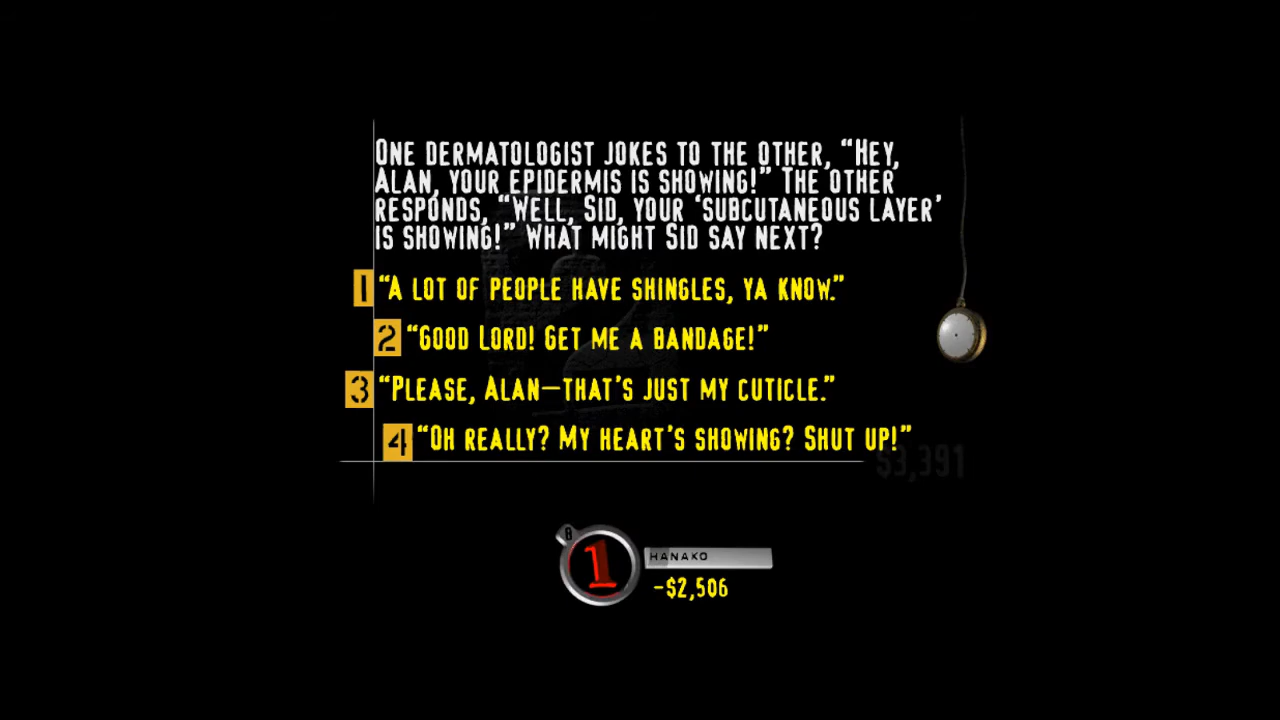 ONE DERMATOLOGIST JOKES TO THE OTHER, “HEY,
ALAN, YOUR EPIDERMIS IS SHOWING!” THE OTHER
RESPONDS, “WELL, SID, YOUR ‘SUBCUTANEOUS LAYER’
IS SHOWING!” WHAT MIGHT SID SAY NEXT?
1 “A LOT OF PEOPLE HAVE SHINGLES, YA KNOW.”
2 “GOOD LORD! GET ME A BANDAGE!”
3 “PLEASE, ALAN—THAT’S JUST MY CUTICLE.”
4 “OH REALLY? MY HEART’S SHOWING? SHUT UP!”
$3,391
1 HANAKO
-$2,506